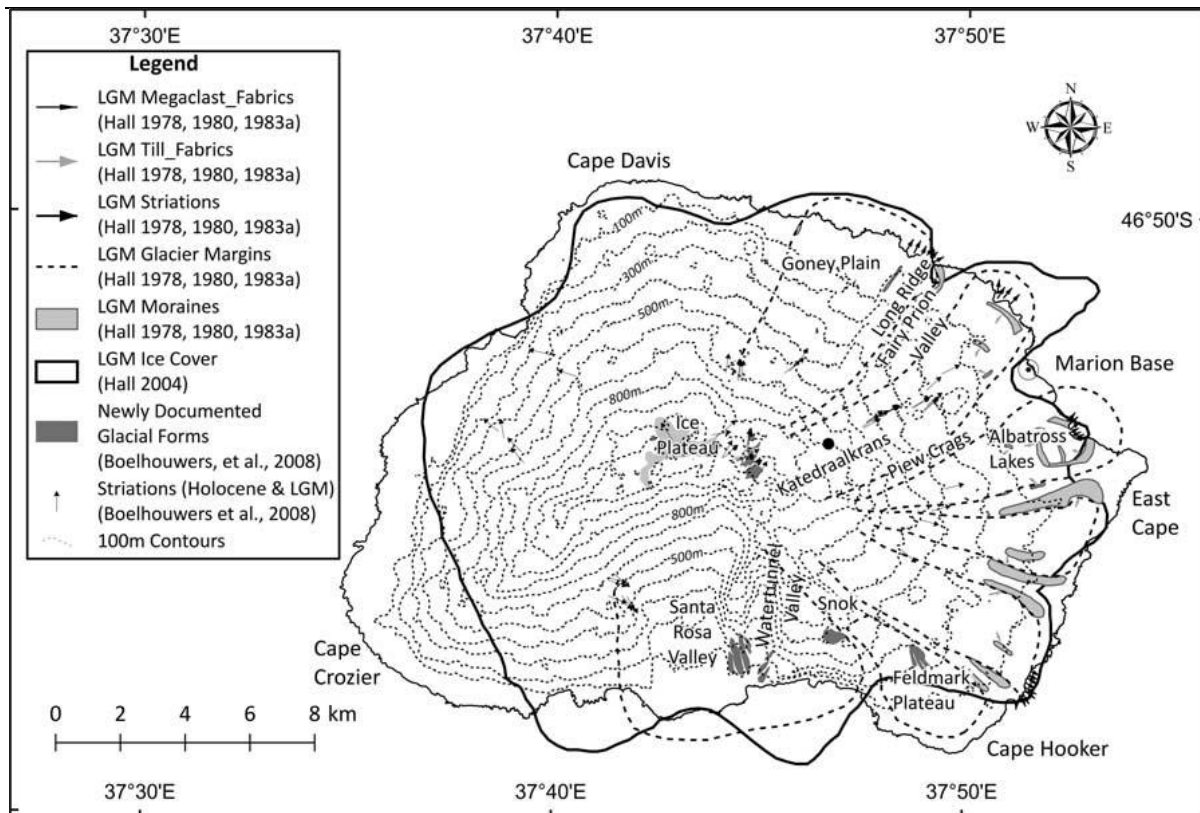 37°30'E
37°40'E
37°50'E
Legend
LGM Megaclast_Fabrics
(Hall 1978, 1980, 1983a)
LGM Till_Fabrics
(Hall 1978, 1980, 1983a)
LGM Striations
(Hall 1978, 1980, 1983a)
LGM Glacier Margins
(Hall 1978, 1980, 1983a)
LGM Moraines
(Hall 1978, 1980, 1983a)
LGM Ice Cover
(Hall 2004)
Newly Documented
Glacial Forms
(Boelhouwers, et al., 2008)
Striations (Holocene & LGM)
(Boelhouwers et al., 2008)
100m Contours
N
W
E
S
Cape Davis
46°50'S
100m
300m
500m
800m
Goney Plain
Long Ridge
Fairy Prion
Valley
Marion Base
Ice
Plateau
Katedraalkrans
Piew Crags
Albatross
Lakes
East
Cape
800m
500m
Watertunnel
Valley
Snok
Santa
Rosa
Valley
Feldmark
Plateau
Cape
Crozier
Cape Hooker
0
2
4
6
8 km
37°30'E
37°40'E
37°50'E